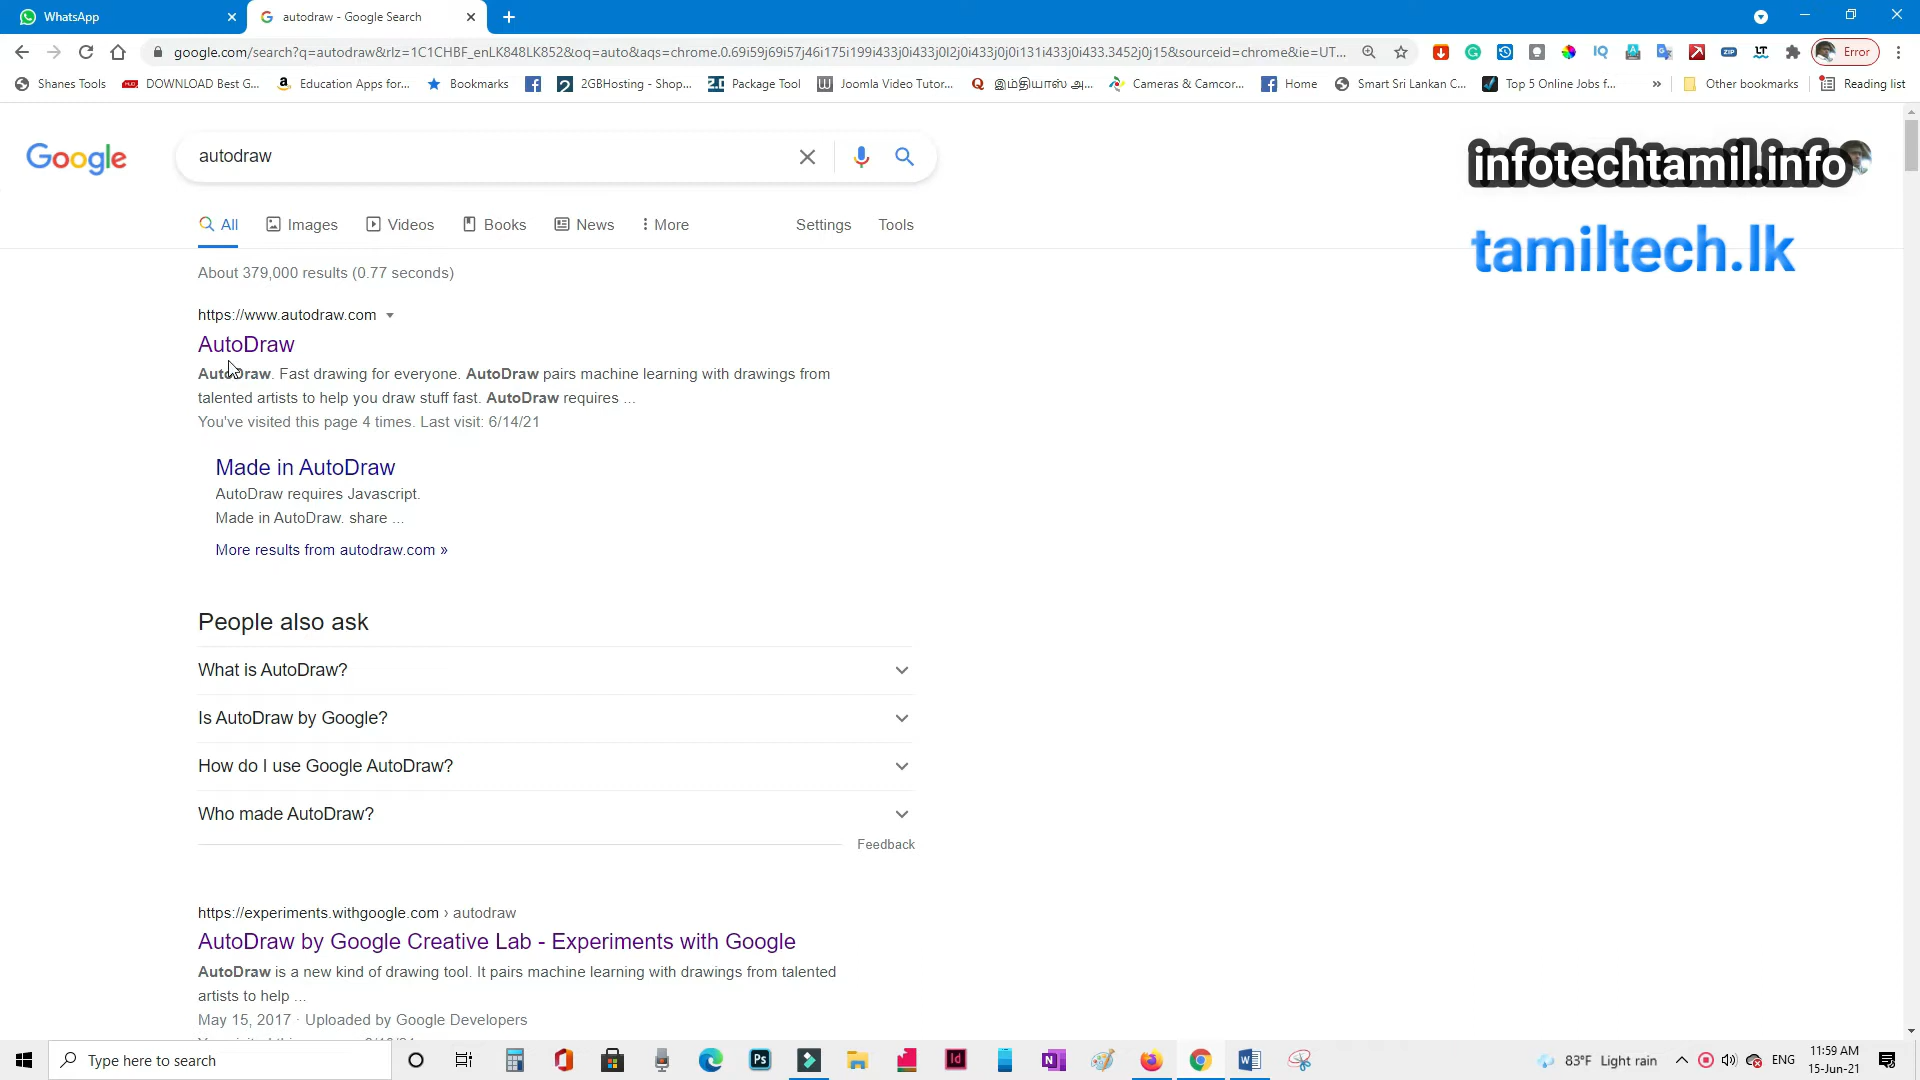 WhatsApp
autodraw - Google Search
google.com/search?q=autodraw&rlz=1C1CHBF_enLK848LK852&oq=auto&aqs=chrome.0.69i59j69i57j46i175i199i433j0i433j0l2j0i433j0j0i131i433j0i433.3452j0j15&sourceid=chrome&ie=UT...
Error
Shanes Tools
DOWNLOAD Best G...
Education Apps for...
Bookmarks
2GBHosting - Shop...
Package Tool
Joomla Video Tutor...
Cameras & Camcor...
Home
Smart Sri Lankan C...
Top 5 Online Jobs f...
Other bookmarks
Reading list
Google
autodraw
infotechtamil.info
tamiltech.lk
All
Images
Videos
Books
News
More
Settings
Tools
About 379,000 results (0.77 seconds)
https://www.autodraw.com
AutoDraw
AutoDraw. Fast drawing for everyone. AutoDraw pairs machine learning with drawings from
talented artists to help you draw stuff fast. AutoDraw requires ...
You've visited this page 4 times. Last visit: 6/14/21
Made in AutoDraw
AutoDraw requires Javascript.
Made in AutoDraw. share ...
More results from autodraw.com »
People also ask
What is AutoDraw?
Is AutoDraw by Google?
How do I use Google AutoDraw?
Who made AutoDraw?
Feedback
https://experiments.withgoogle.com › autodraw
AutoDraw by Google Creative Lab - Experiments with Google
AutoDraw is a new kind of drawing tool. It pairs machine learning with drawings from talented
artists to help ...
May 15, 2017 · Uploaded by Google Developers
Type here to search
83°F Light rain
ENG
11:59 AM
15-Jun-21